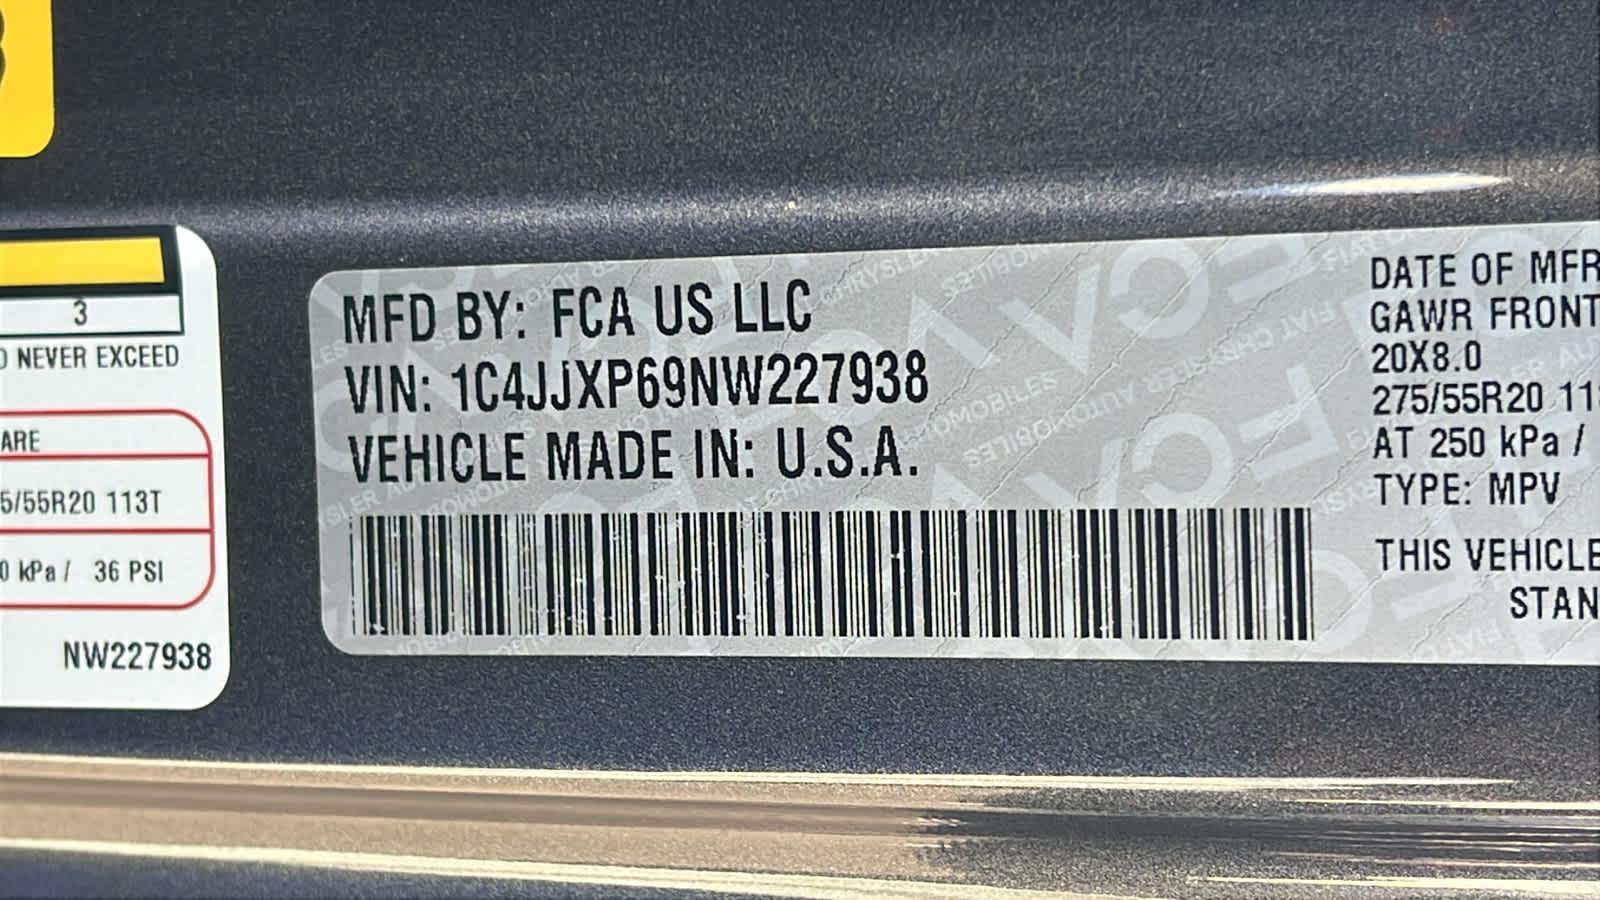 3
D NEVER EXCEED
ARE
5/55R20 113T
0 kPa / 36 PSI
NW227938
MFD BY: FCA US LLC
VIN: 1C4JJXP69NW227938
VEHICLE MADE IN: U.S.A.
DATE OF MFR
GAWR FRONT
20X8.0
275/55R20 11
AT 250 kPa /
TYPE: MPV
THIS VEHICLE
STAN